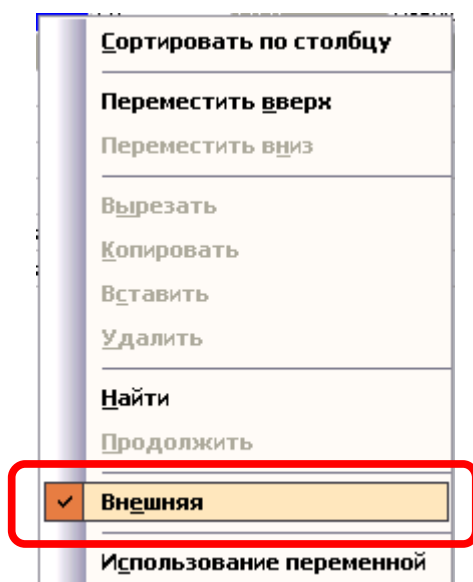 Сортировать по столбцу
Переместить вверх
Переместить вниз
Вырезать
Копировать
Вставить
Удалить
Найти
Продолжить
Внешняя
Использование переменной